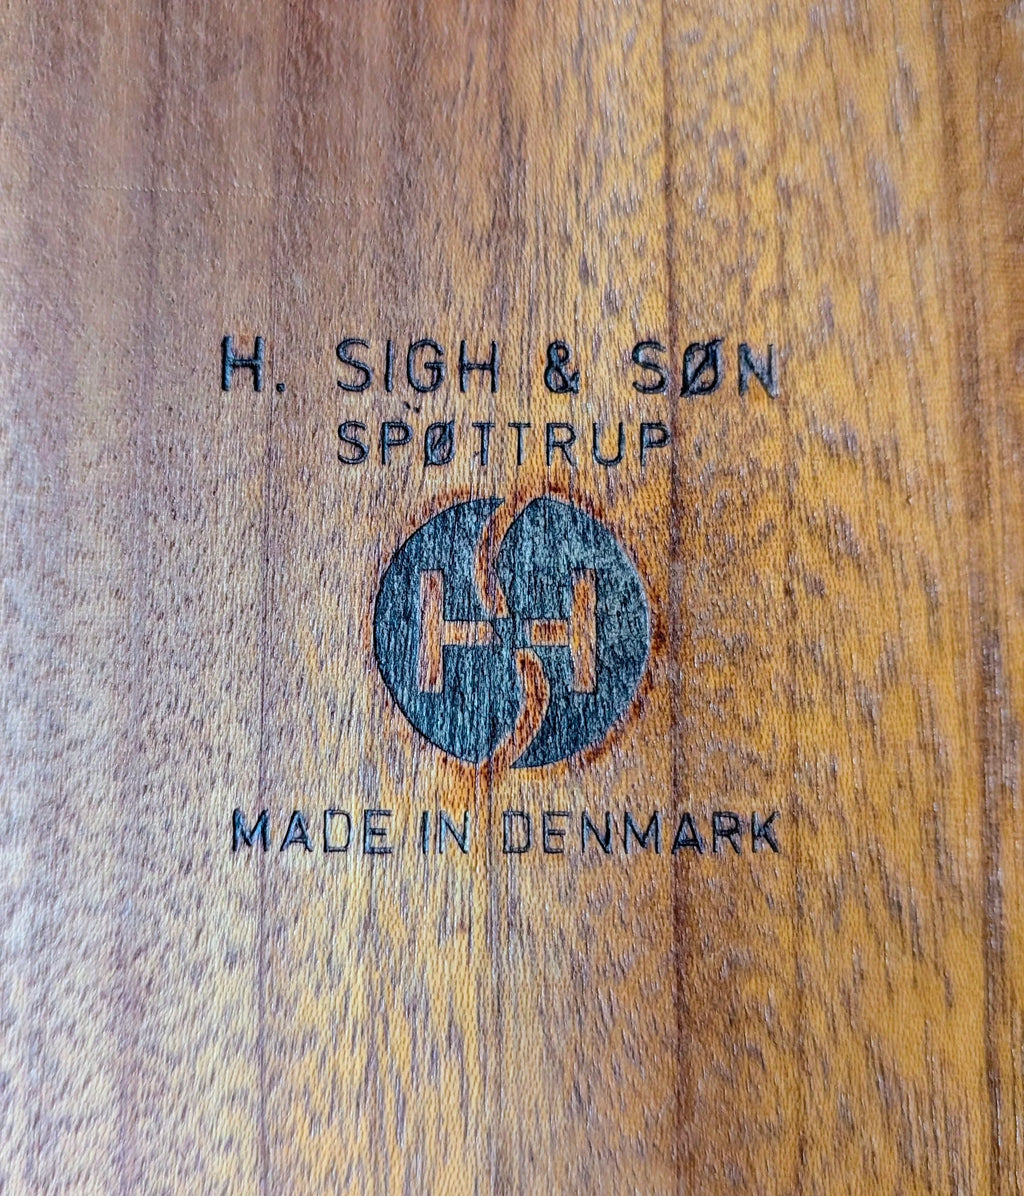 H. SIGH & SØN
SPØTTRUP
H
MADE IN DENMARK